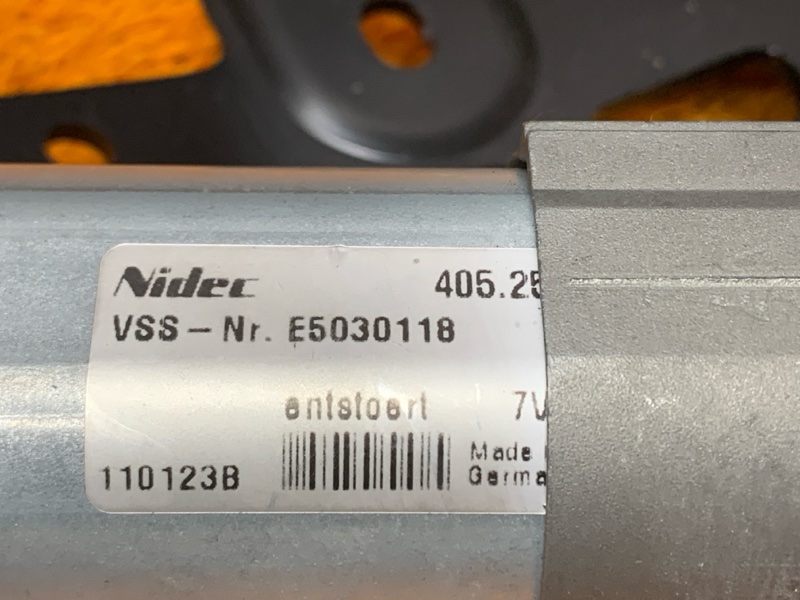 Nidec 405.25
VSS-Nr. E5030118
entstoert 7V
Made
110123B Germa